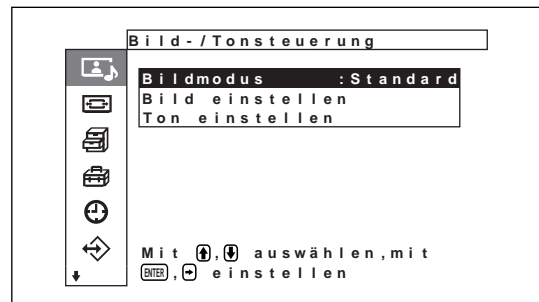 Bild-/Tonsteuerung
Bildmodus :Standard
Bild einstellen
Ton einstellen
Mit ↑,↓ auswählen,mit
ENTER,→ einstellen